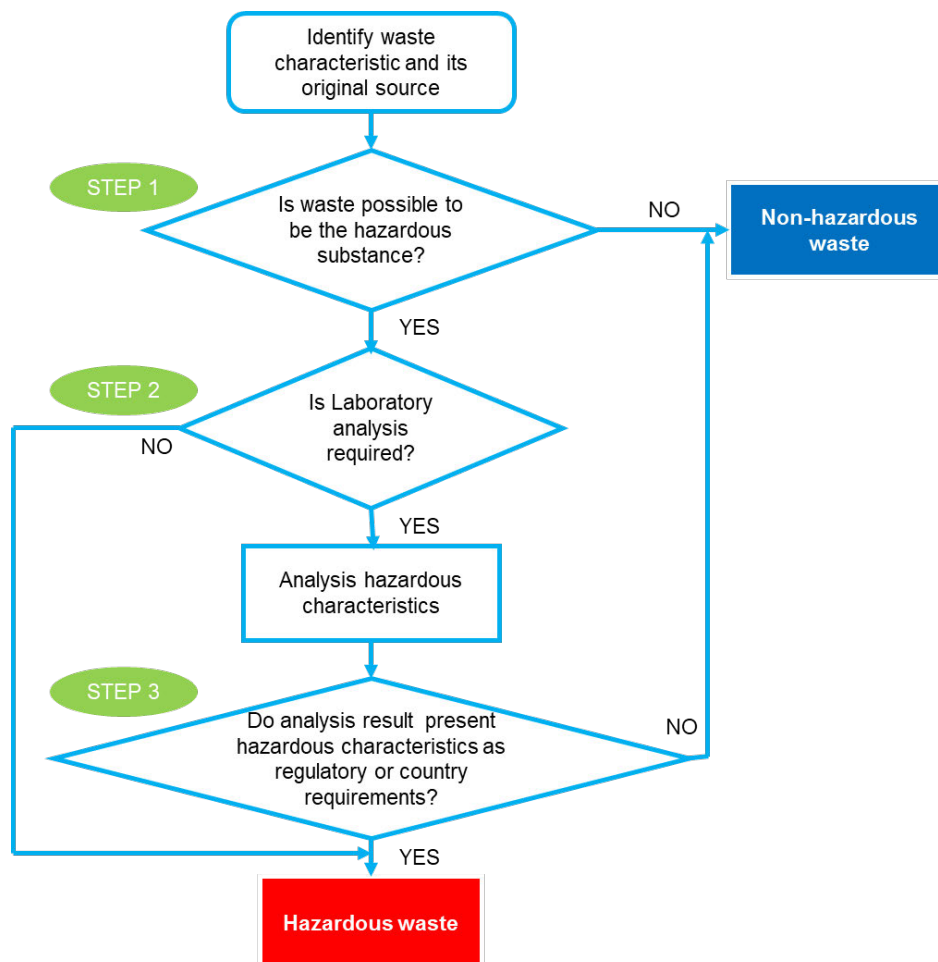 Identify waste
characteristic and its
original source
STEP 1
Is waste possible to
be the hazardous
substance?
NO
Non-hazardous
waste
YES
STEP 2
Is Laboratory
analysis
required?
NO
YES
Analysis hazardous
characteristics
STEP 3
Do analysis result present
hazardous characteristics as
regulatory or country
requirements?
NO
YES
Hazardous waste